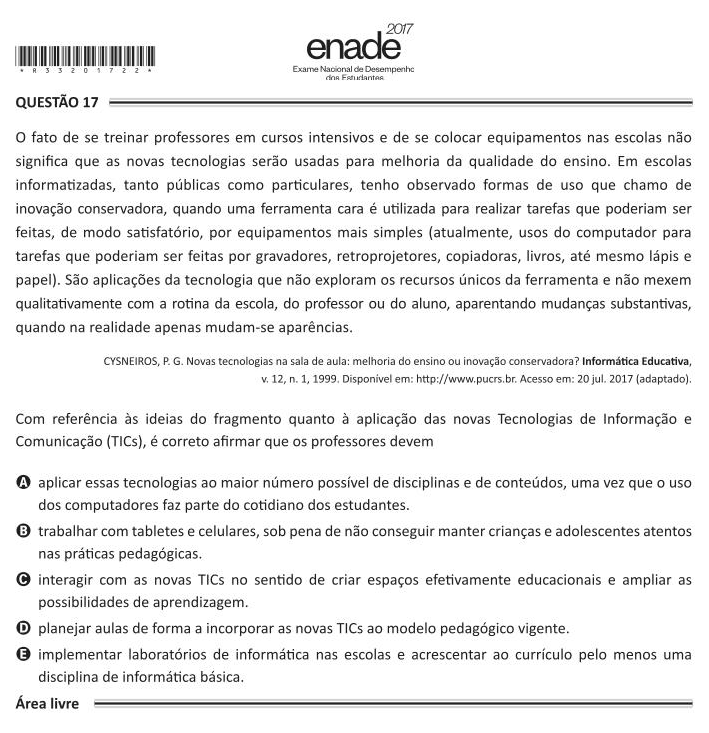 enade 2017
Exame Nacional de Desempenho
dos Estudantes
* R 3 3 2 0 1 7 2 2 *
QUESTÃO 17
O fato de se treinar professores em cursos intensivos e de se colocar equipamentos nas escolas não
significa que as novas tecnologias serão usadas para melhoria da qualidade do ensino. Em escolas
informatizadas, tanto públicas como particulares, tenho observado formas de uso que chamo de
inovação conservadora, quando uma ferramenta cara é utilizada para realizar tarefas que poderiam ser
feitas, de modo satisfatório, por equipamentos mais simples (atualmente, usos do computador para
tarefas que poderiam ser feitas por gravadores, retroprojetores, copiadoras, livros, até mesmo lápis e
papel). São aplicações da tecnologia que não exploram os recursos únicos da ferramenta e não mexem
qualitativamente com a rotina da escola, do professor ou do aluno, aparentando mudanças substantivas,
quando na realidade apenas mudam-se aparências.
CYSNEIROS, P. G. Novas tecnologias na sala de aula: melhoria do ensino ou inovação conservadora? Informática Educativa,
v. 12, n. 1, 1999. Disponível em: http://www.pucrs.br. Acesso em: 20 jul. 2017 (adaptado).
Com referência às ideias do fragmento quanto à aplicação das novas Tecnologias de Informação e
Comunicação (TICs), é correto afirmar que os professores devem
A aplicar essas tecnologias ao maior número possível de disciplinas e de conteúdos, uma vez que o uso
dos computadores faz parte do cotidiano dos estudantes.
B trabalhar com tabletes e celulares, sob pena de não conseguir manter crianças e adolescentes atentos
nas práticas pedagógicas.
C interagir com as novas TICs no sentido de criar espaços efetivamente educacionais e ampliar as
possibilidades de aprendizagem.
D planejar aulas de forma a incorporar as novas TICs ao modelo pedagógico vigente.
E implementar laboratórios de informática nas escolas e acrescentar ao currículo pelo menos uma
disciplina de informática básica.
Área livre